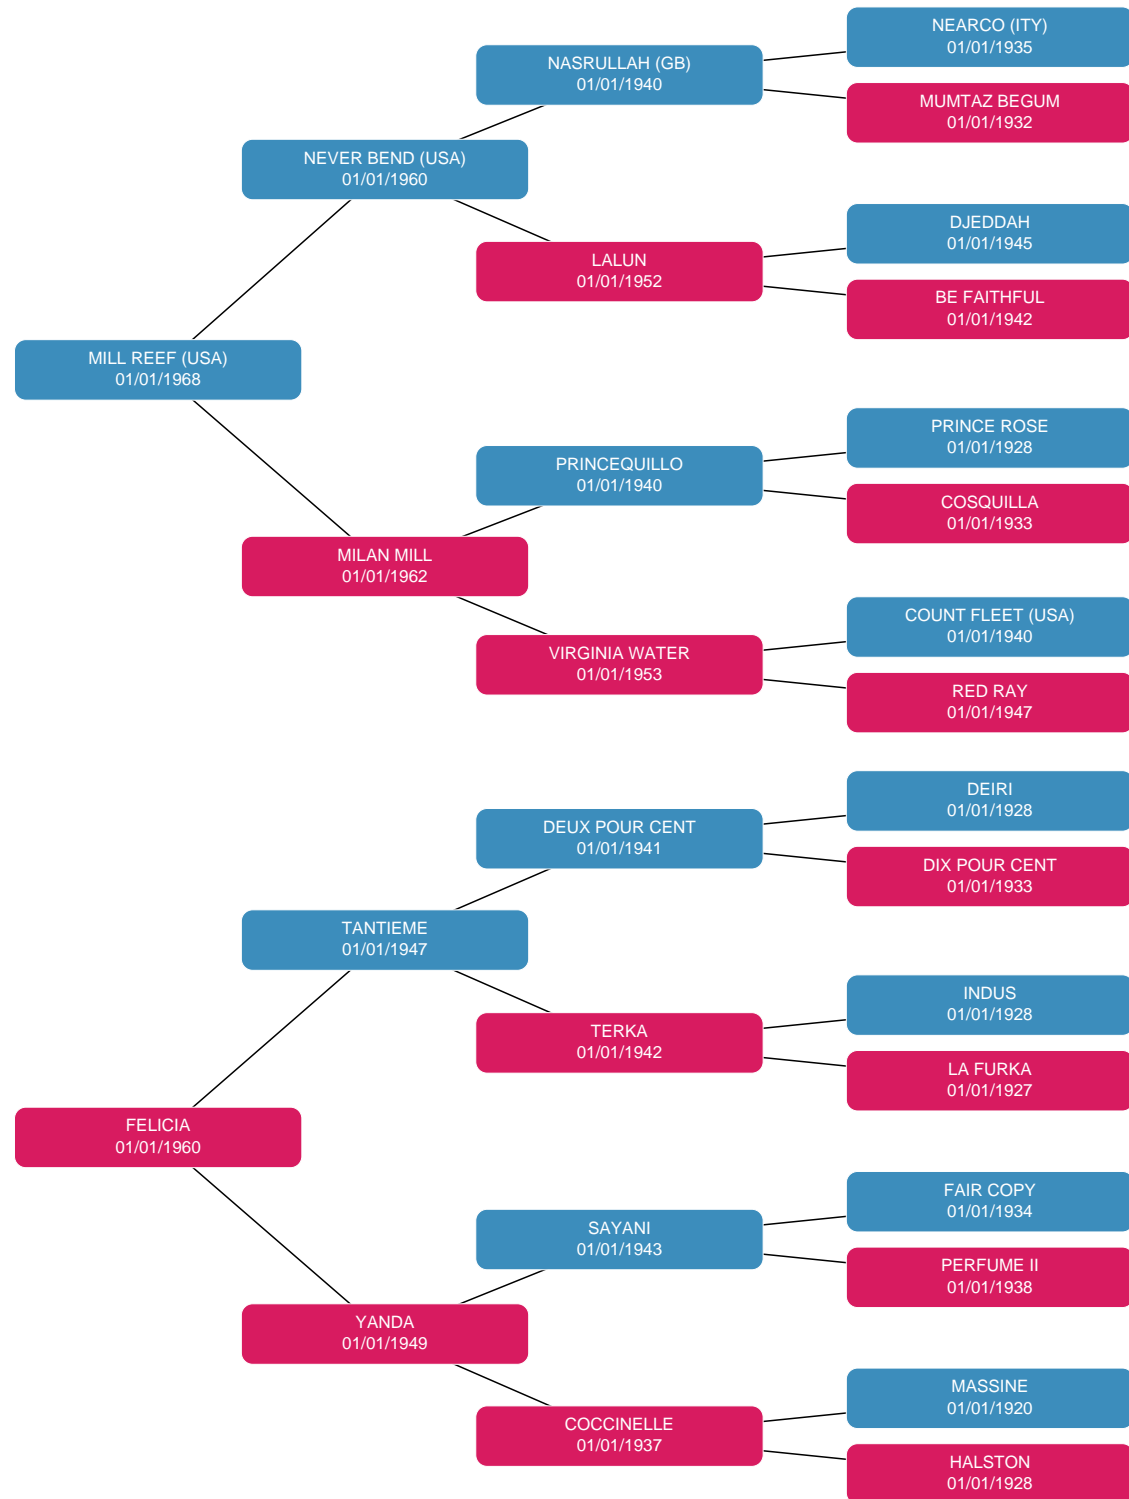 NEARCO (ITY)
01/01/1935
NASRULLAH (GB)
01/01/1940
MUMTAZ BEGUM
01/01/1932
NEVER BEND (USA)
01/01/1960
DJEDDAH
01/01/1945
LALUN
01/01/1952
BE FAITHFUL
01/01/1942
MILL REEF (USA)
01/01/1968
PRINCE ROSE
01/01/1928
PRINCEQUILLO
01/01/1940
COSQUILLA
01/01/1933
MILAN MILL
01/01/1962
COUNT FLEET (USA)
01/01/1940
VIRGINIA WATER
01/01/1953
RED RAY
01/01/1947
DEIRI
01/01/1928
DEUX POUR CENT
01/01/1941
DIX POUR CENT
01/01/1933
TANTIEME
01/01/1947
INDUS
01/01/1928
TERKA
01/01/1942
LA FURKA
01/01/1927
FELICIA
01/01/1960
FAIR COPY
01/01/1934
SAYANI
01/01/1943
PERFUME II
01/01/1938
YANDA
01/01/1949
MASSINE
01/01/1920
COCCINELLE
01/01/1937
HALSTON
01/01/1928